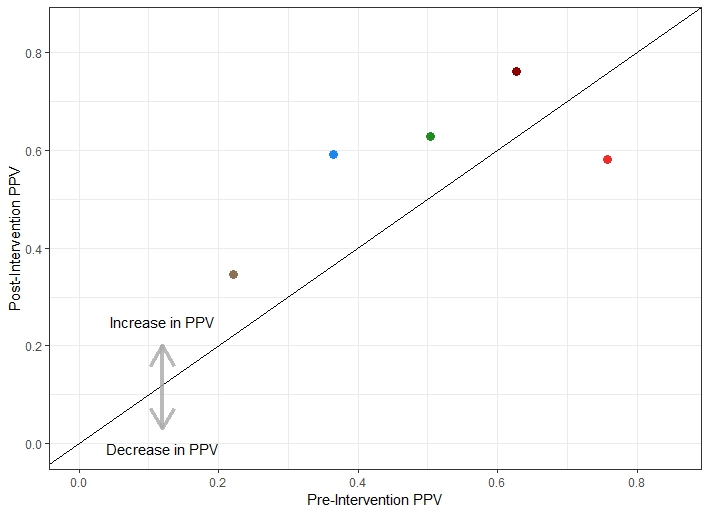 0.8
0.6
0.4
0.2
0.0
Post-Intervention PPV
Increase in PPV
Decrease in PPV
0.0 0.2 0.4 0.6 0.8
Pre-Intervention PPV